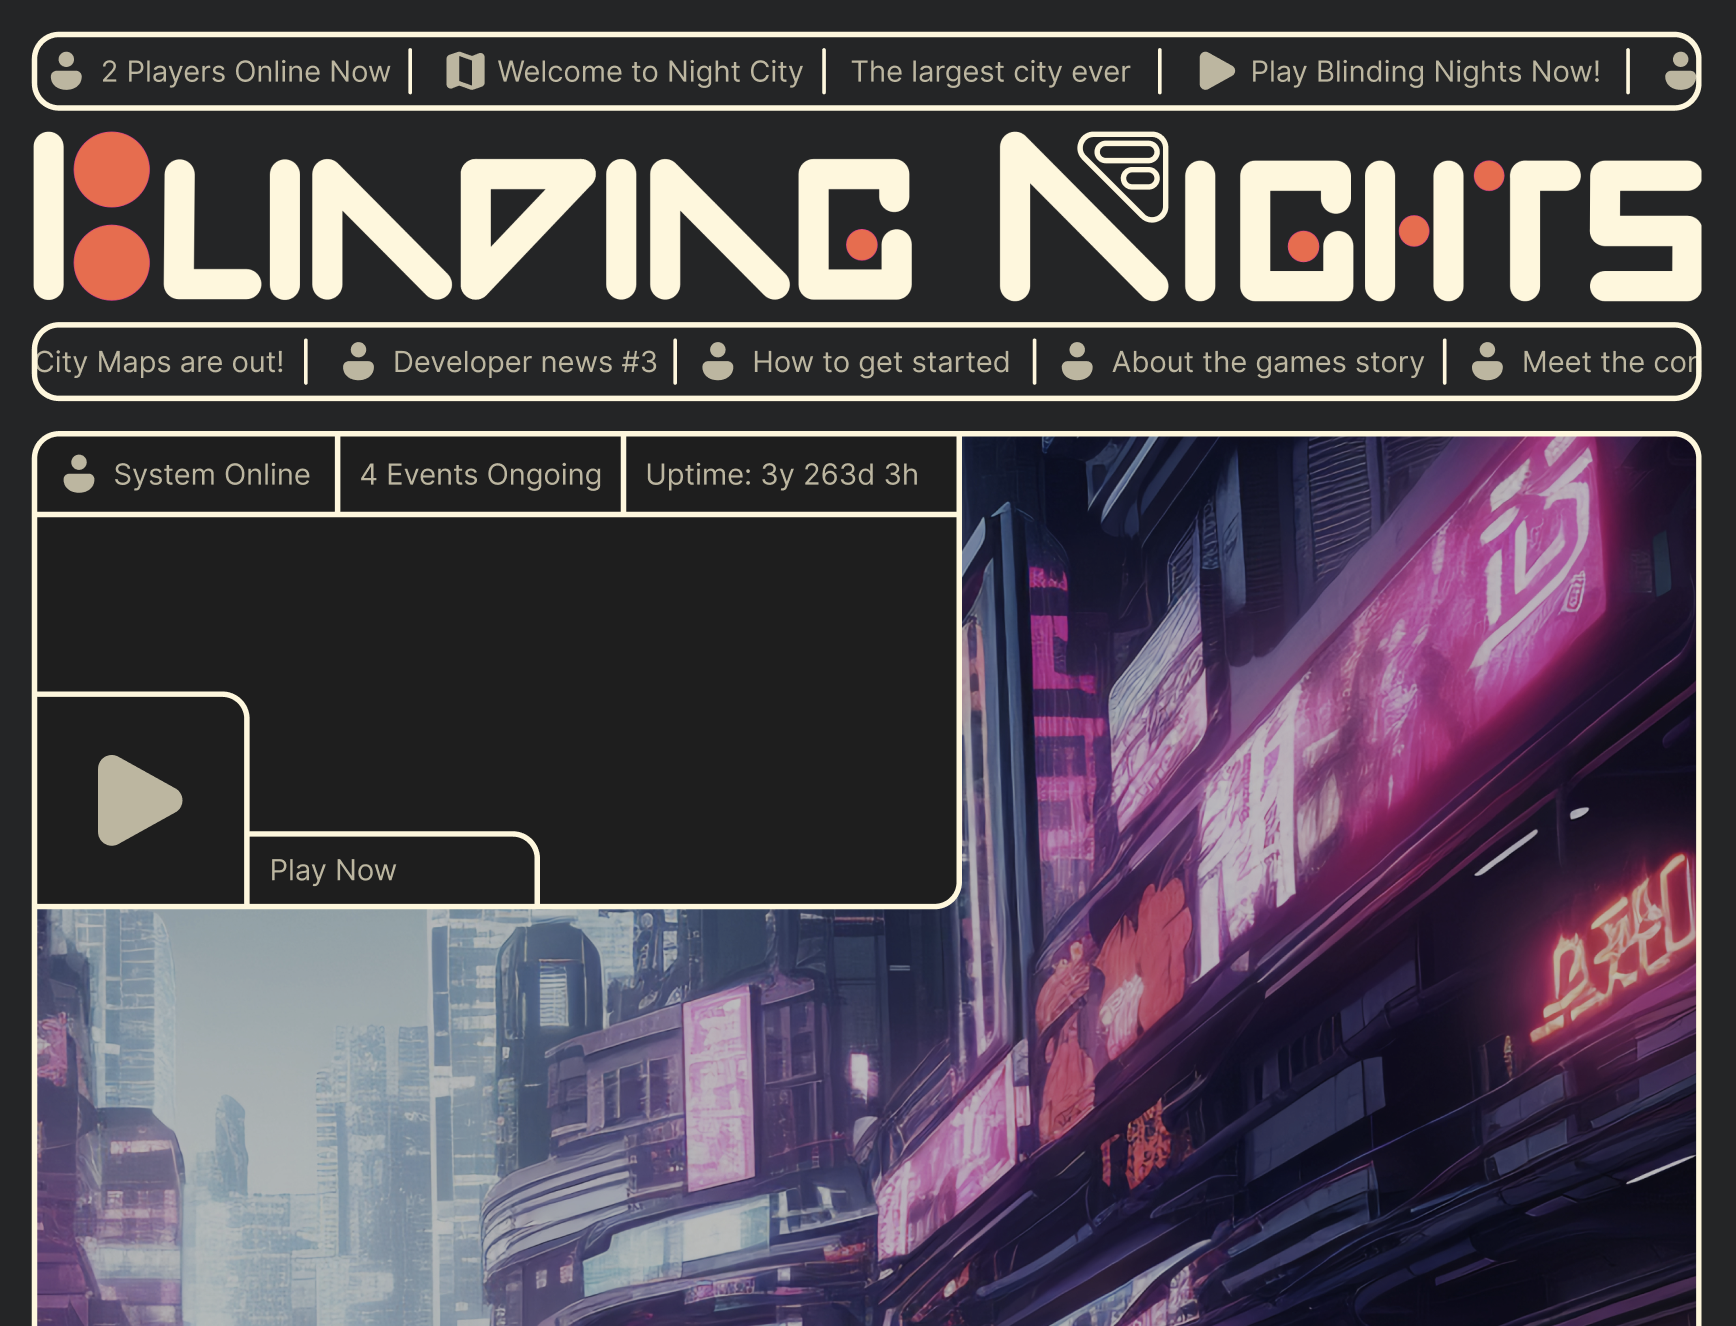 2 Players Online Now Welcome to Night City The largest city ever Play Blinding Nights Now!
BLINDING NIGHTS
City Maps are out! Developer news #3 How to get started About the games story Meet the cor
System Online 4 Events Ongoing Uptime: 3y 263d 3h
Play Now